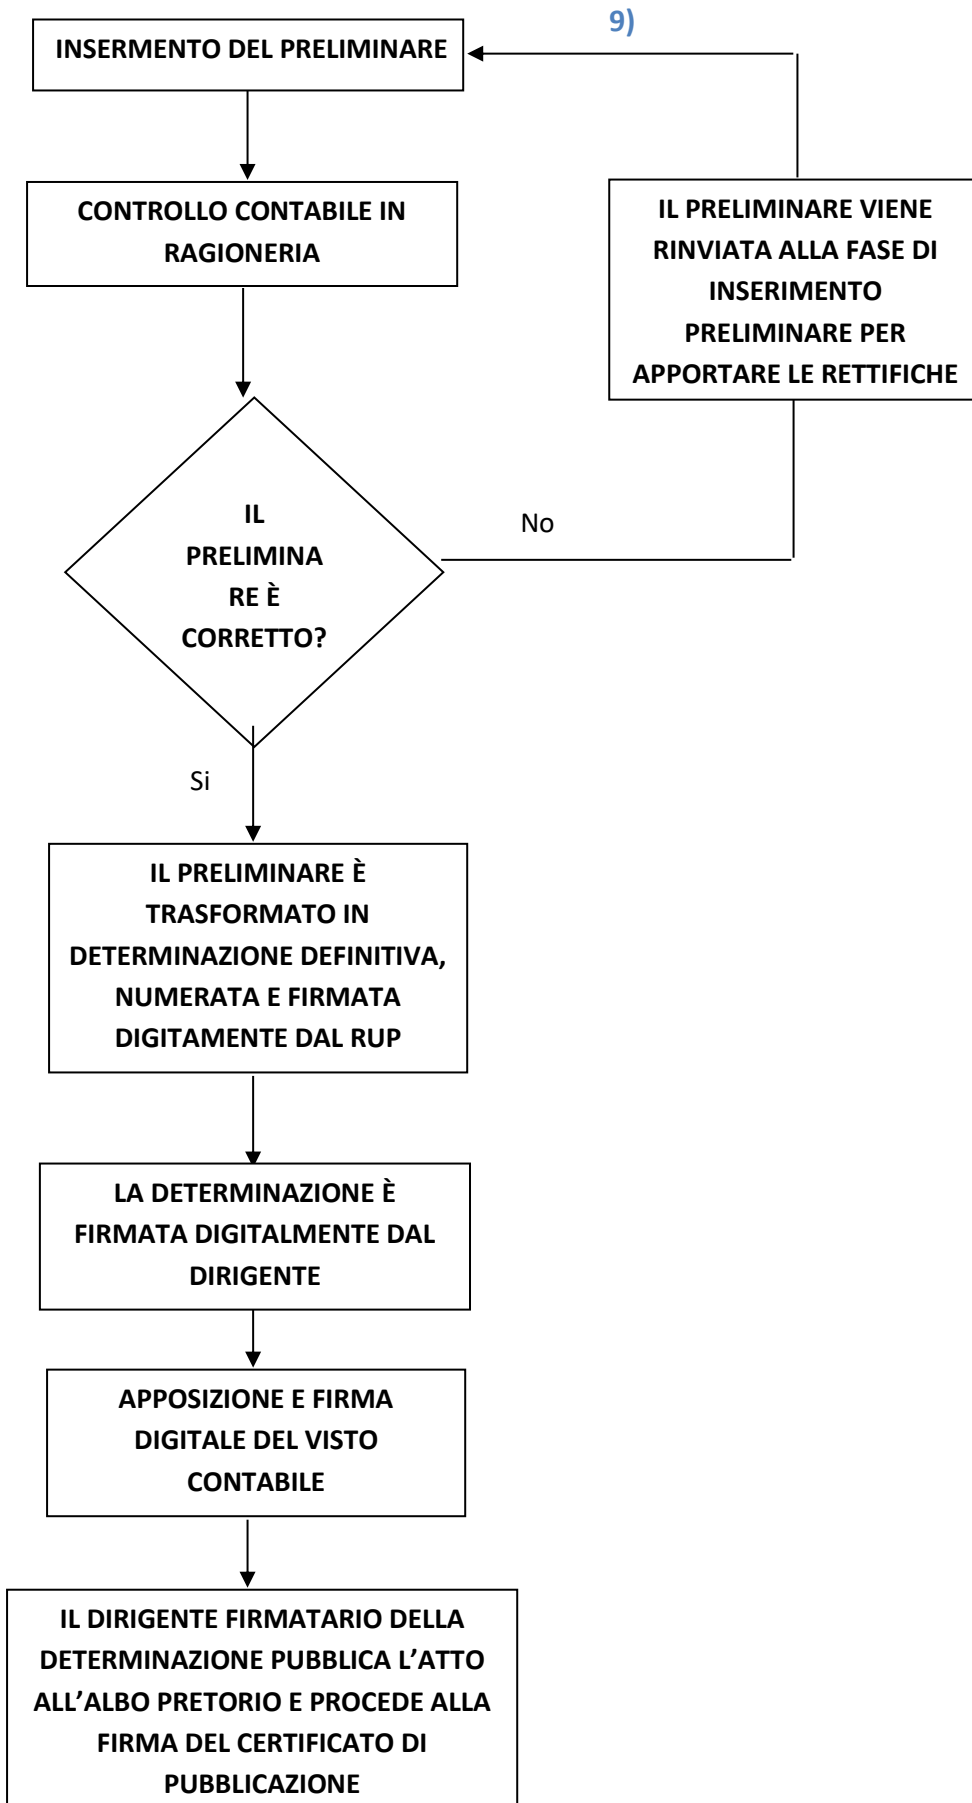 9)
INSERMENTO DEL PRELIMINARE
CONTROLLO CONTABILE IN
RAGIONERIA
IL PRELIMINARE VIENE
RINVIATA ALLA FASE DI
INSERIMENTO
PRELIMINARE PER
APPORTARE LE RETTIFICHE
IL
PRELIMINA
RE È
CORRETTO?
No
Si
IL PRELIMINARE È
TRASFORMATO IN
DETERMINAZIONE DEFINITIVA,
NUMERATA E FIRMATA
DIGITAMENTE DAL RUP
LA DETERMINAZIONE È
FIRMATA DIGITALMENTE DAL
DIRIGENTE
APPOSIZIONE E FIRMA
DIGITALE DEL VISTO
CONTABILE
IL DIRIGENTE FIRMATARIO DELLA
DETERMINAZIONE PUBBLICA L’ATTO
ALL’ALBO PRETORIO E PROCEDE ALLA
FIRMA DEL CERTIFICATO DI
PUBBLICAZIONE